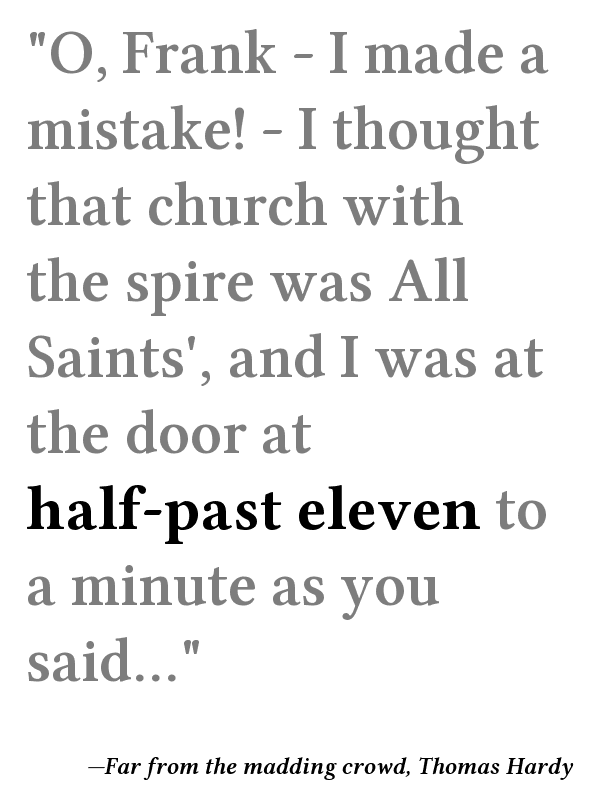 "O, Frank - I made a
mistake! - I thought
that church with
the spire was All
Saints', and I was at
the door at
half-past eleven to
a minute as you
said..."
—Far from the madding crowd, Thomas Hardy